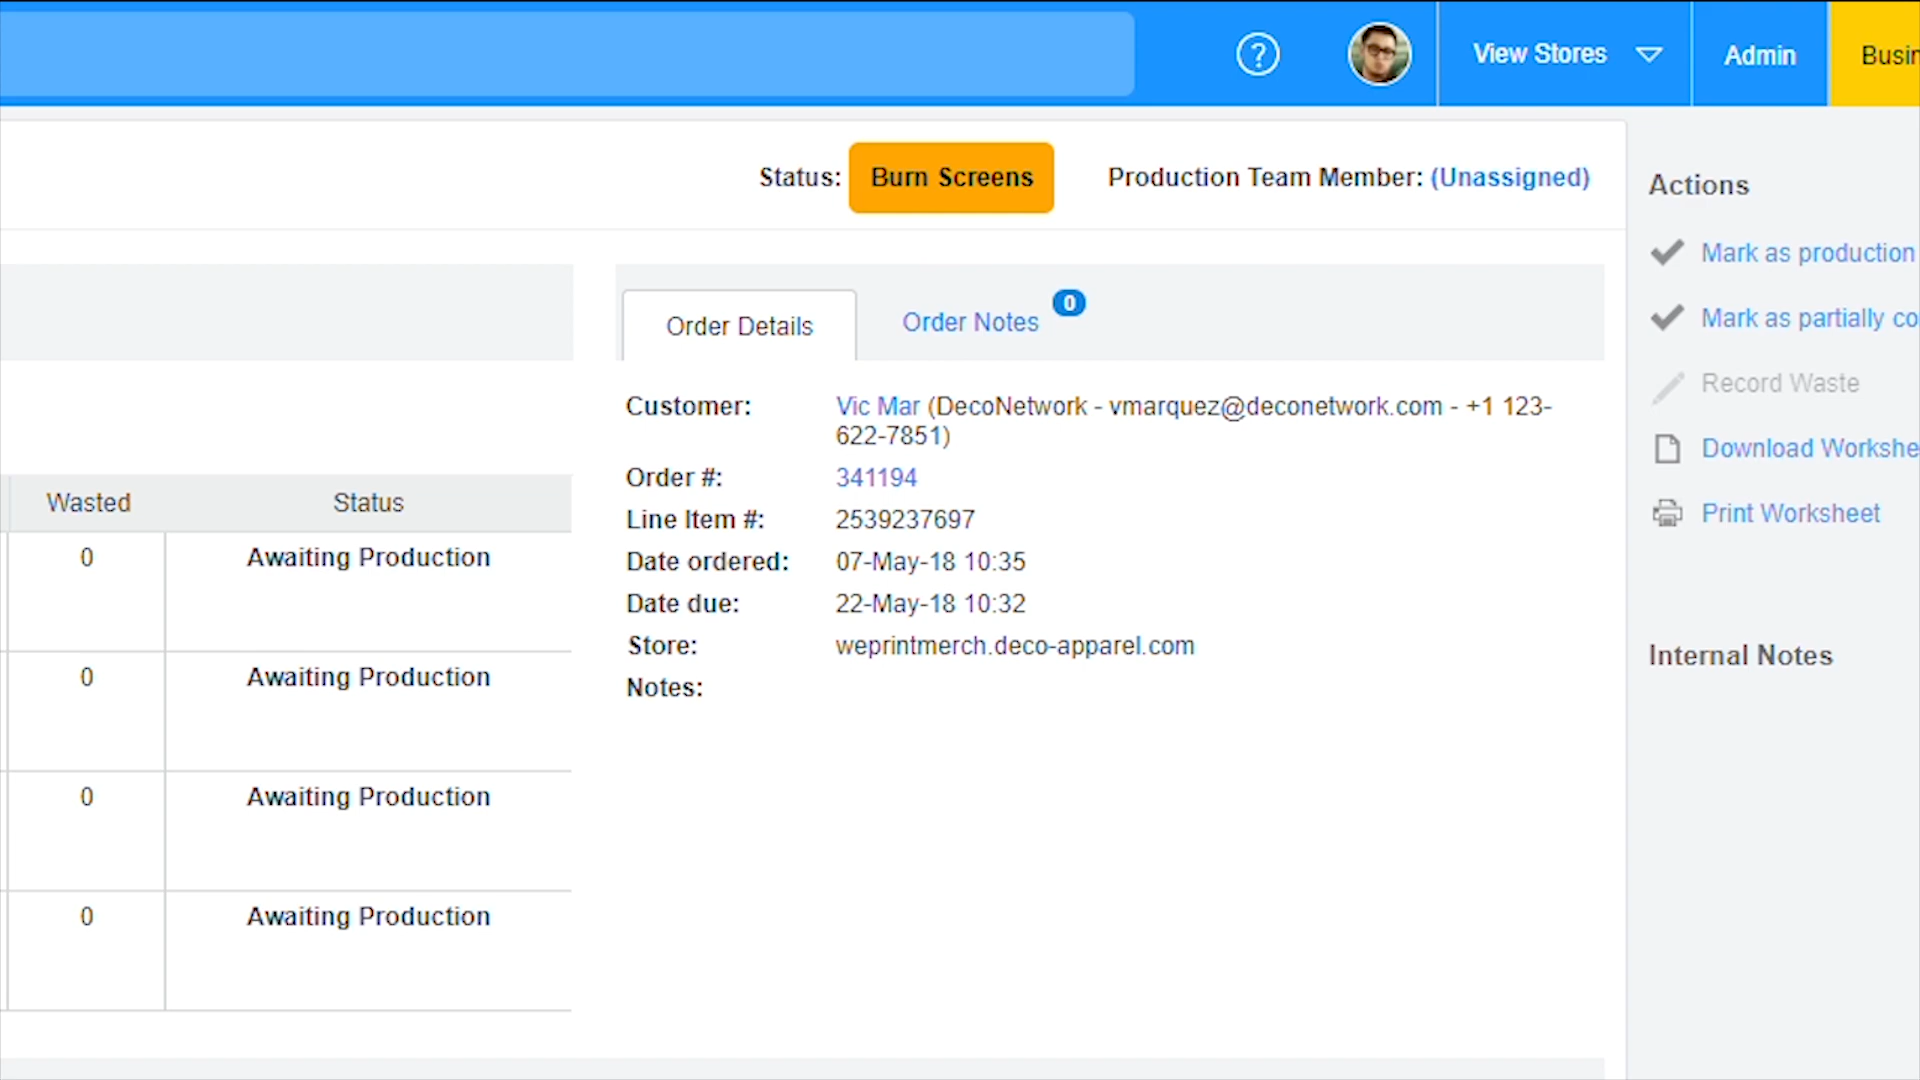 ?
View Stores
Admin
Busin
Status: Burn Screens
Production Team Member: (Unassigned)
Actions
Mark as production
Mark as partially co
Record Waste
Download Workshe
Print Worksheet
Internal Notes
Order Details
Order Notes 0
Customer: Vic Mar (DecoNetwork - vmarquez@deconetwork.com - +1 123-
622-7851)
Order #: 341194
Line Item #: 2539237697
Date ordered: 07-May-18 10:35
Date due: 22-May-18 10:32
Store: weprintmerch.deco-apparel.com
Notes:
Wasted Status
0 Awaiting Production
0 Awaiting Production
0 Awaiting Production
0 Awaiting Production